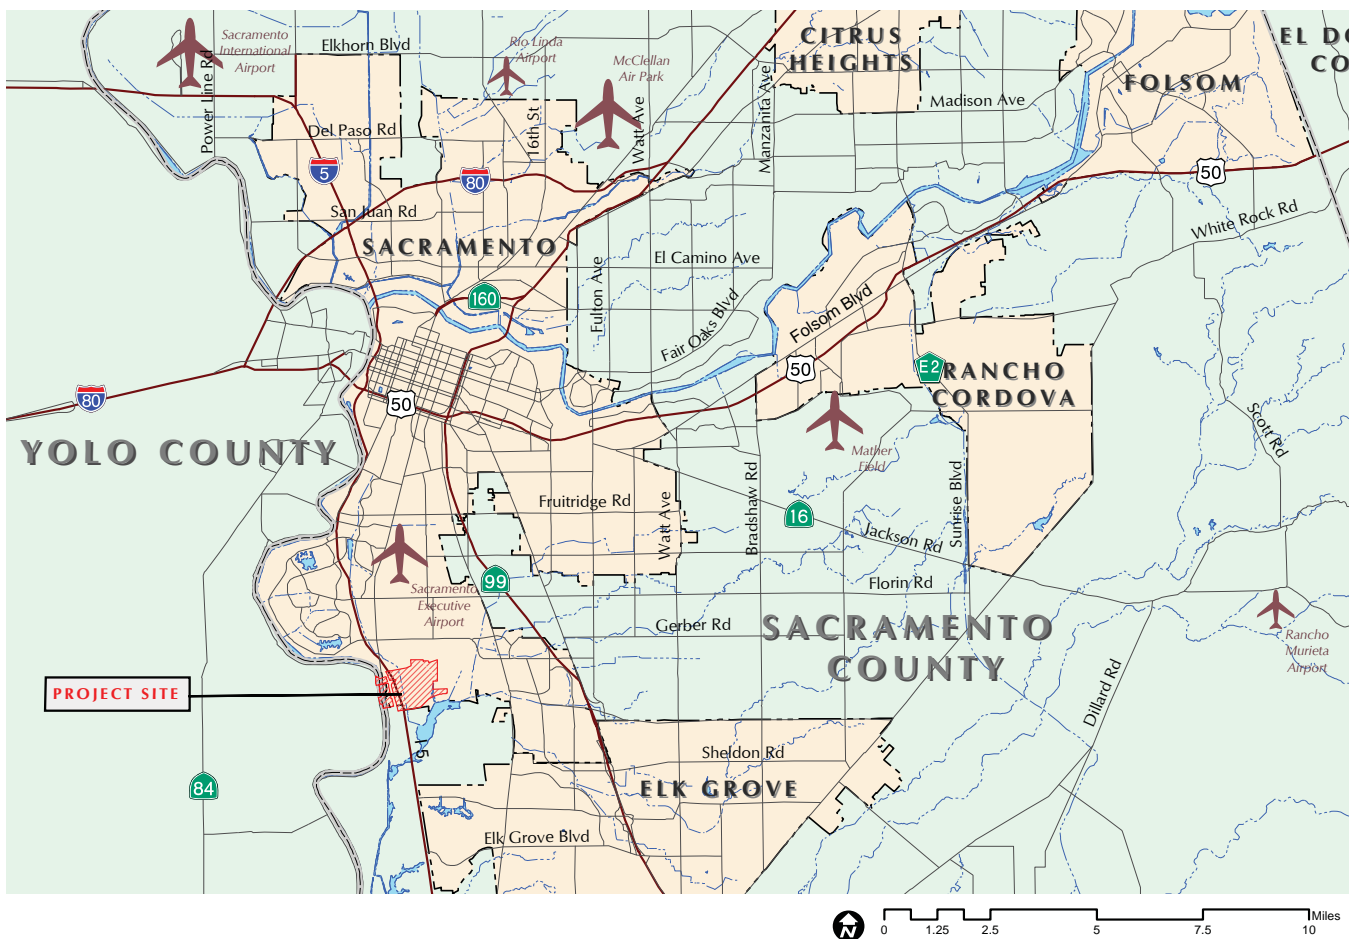 Sacramento
International
Airport
Power Line Rd
Elkhorn Blvd
Rio Linda
Airport
McClellan
Air Park
CITRUS
HEIGHTS
EL DO
CO
FOLSOM
Madison Ave
Manzanita Ave
Watt Ave
16th St
Del Paso Rd
5
80
50
San Juan Rd
White Rock Rd
SACRAMENTO
El Camino Ave
160
Fulton Ave
Fair Oaks Blvd
Folsom Blvd
50
E2
RANCHO
CORDOVA
80
50
YOLO COUNTY
Mather
Field
Scott Rd
Fruitridge Rd
Watt Ave
Bradshaw Rd
16
Sunrise Blvd
Jackson Rd
99
Florin Rd
Sacramento
Executive
Airport
Gerber Rd
SACRAMENTO
COUNTY
Rancho
Murieta
Airport
PROJECT SITE
Dillard Rd
I-5
Sheldon Rd
84
ELK GROVE
Elk Grove Blvd
N
0 1.25 2.5 5 7.5 10 Miles